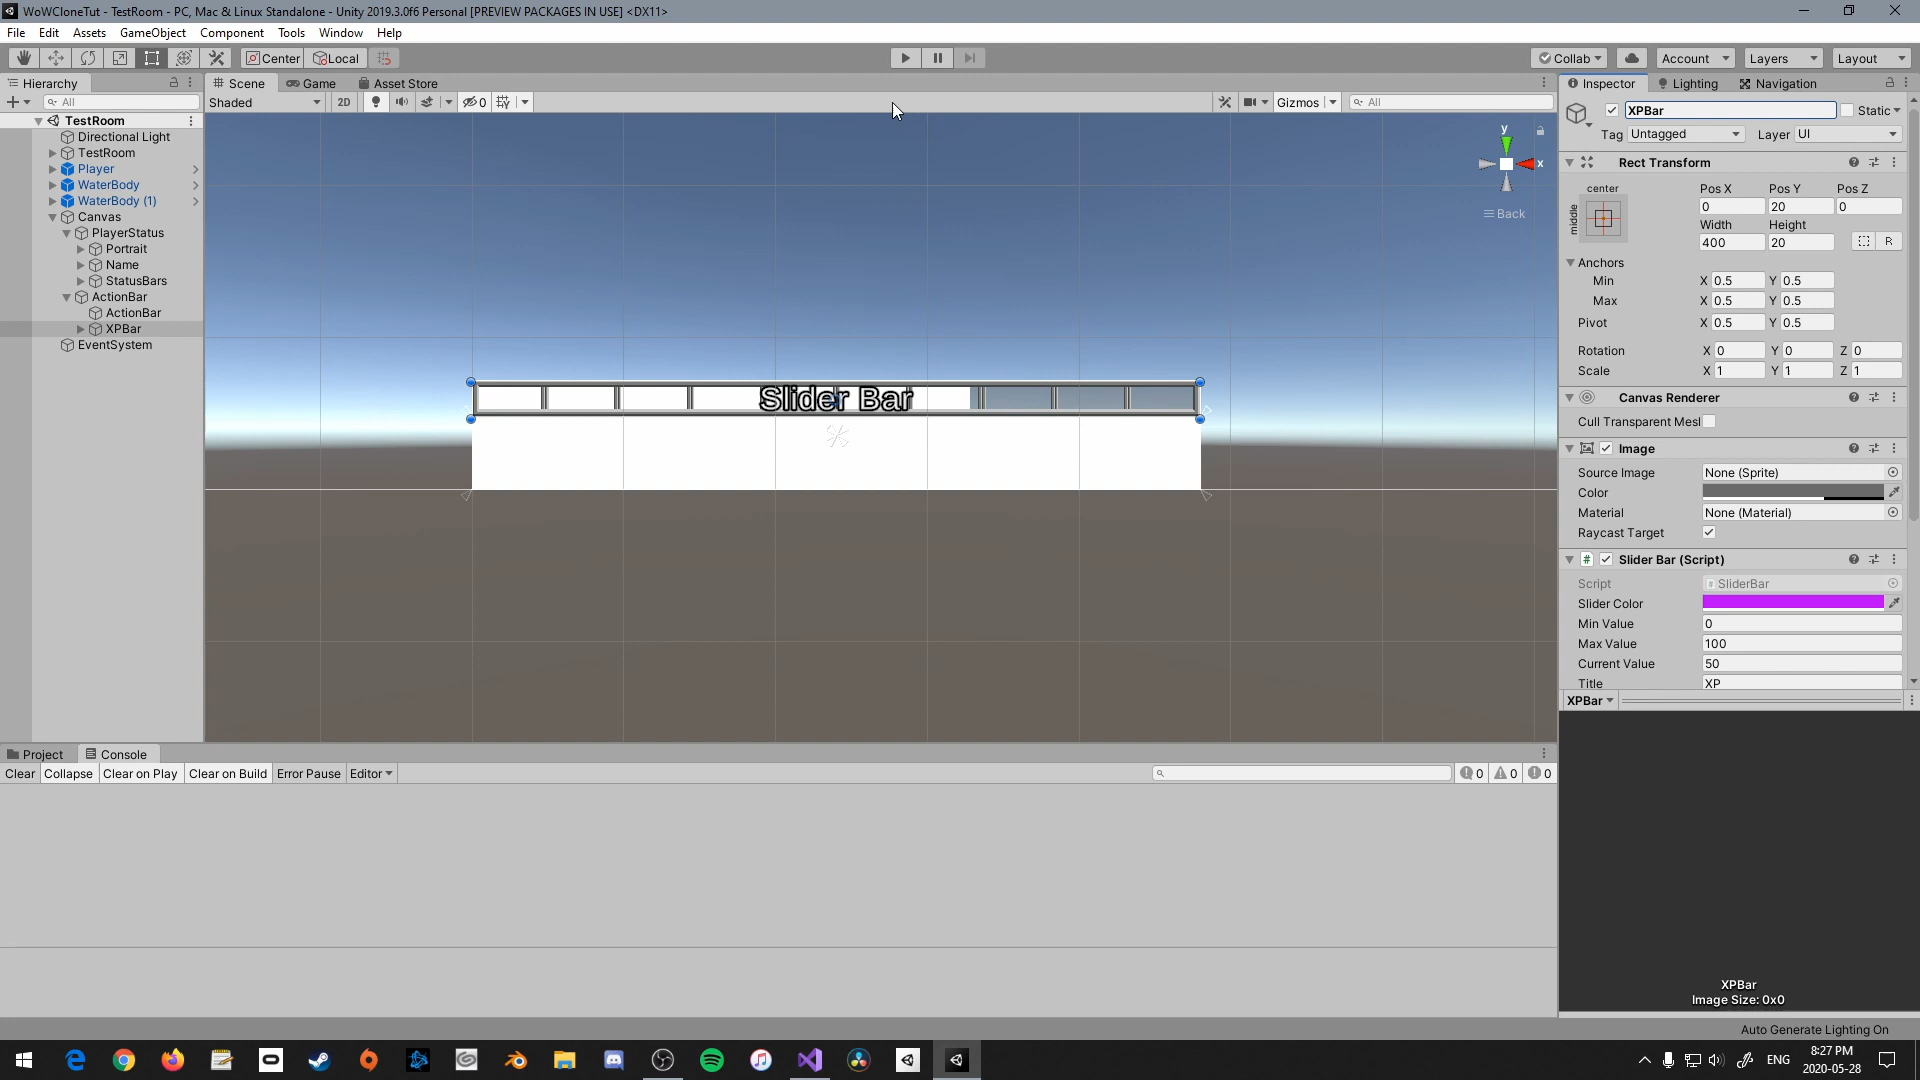 WoWCloneTut - TestRoom - PC, Mac & Linux Standalone - Unity 2019.3.0f6 Personal [PREVIEW PACKAGES IN USE] <DX11>
File Edit Assets GameObject Component Tools Window Help
Center Local Collab Account Layers Layout
Hierarchy Scene Game Asset Store Inspector Lighting Navigation
All Shaded 2D 0 Gizmos All
XPBar Static
Tag Untagged Layer UI
TestRoom
Directional Light
TestRoom
Player
WaterBody
WaterBody (1)
Canvas
PlayerStatus
Portrait
Name
StatusBars
ActionBar
ActionBar
XPBar
EventSystem
y
x
Back
Slider Bar
Rect Transform
center
middle
Pos X Pos Y Pos Z
0 20 0
Width Height
400 20 R
Anchors
Min X 0.5 Y 0.5
Max X 0.5 Y 0.5
Pivot X 0.5 Y 0.5
Rotation X 0 Y 0 Z 0
Scale X 1 Y 1 Z 1
Canvas Renderer
Cull Transparent Mesl
Image
Source Image None (Sprite)
Color
Material None (Material)
Raycast Target
# Slider Bar (Script)
Script SliderBar
Slider Color
Min Value 0
Max Value 100
Current Value 50
Title XP
XPBar
Project Console
Clear Collapse Clear on Play Clear on Build Error Pause Editor 0 0 0
XPBar
Image Size: 0x0
Auto Generate Lighting On
ENG
8:27 PM
2020-05-28